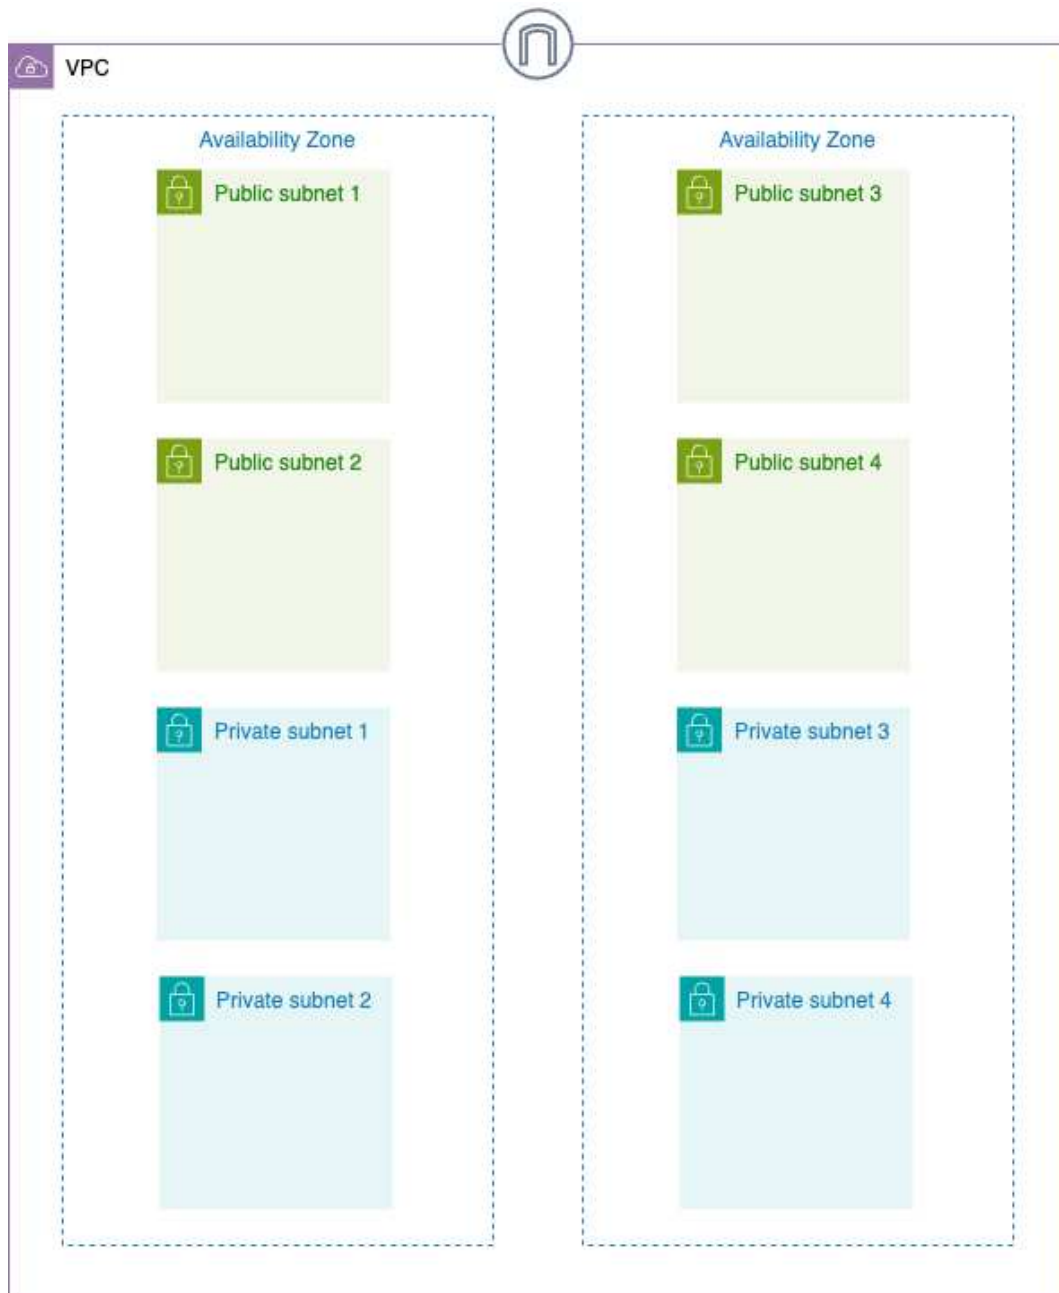 VPC
Availability Zone
Public subnet 1
Public subnet 2
Private subnet 1
Private subnet 2
Availability Zone
Public subnet 3
Public subnet 4
Private subnet 3
Private subnet 4